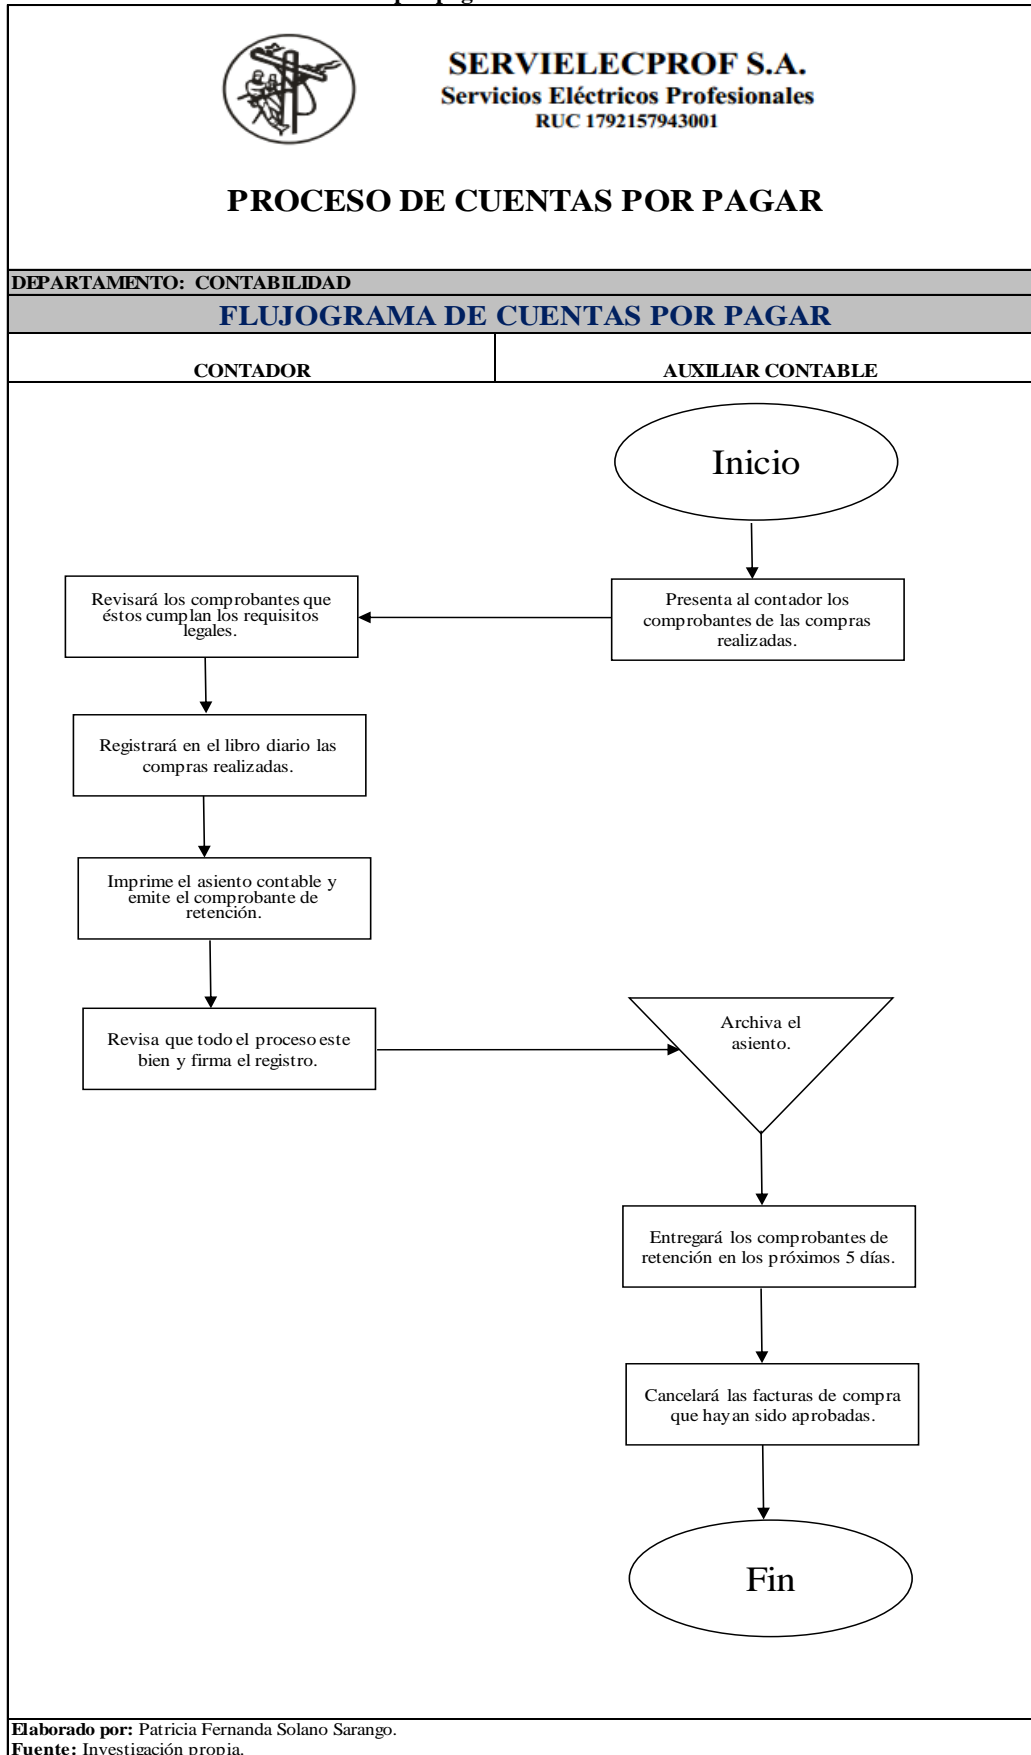 SERVIELECPROF S.A.
Servicios Eléctricos Profesionales
RUC 1792157943001
PROCESO DE CUENTAS POR PAGAR
DEPARTAMENTO: CONTABILIDAD
FLUJOGRAMA DE CUENTAS POR PAGAR
CONTADOR
AUXILIAR CONTABLE
Inicio
Presenta al contador los
comprobantes de las compras
realizadas.
Revisará los comprobantes que
éstos cumplan los requisitos
legales.
Registrará en el libro diario las
compras realizadas.
Imprime el asiento contable y
emite el comprobante de
retención.
Revisa que todo el proceso este
bien y firma el registro.
Archiva el
asiento.
Entregará los comprobantes de
retención en los próximos 5 días.
Cancelará las facturas de compra
que hayan sido aprobadas.
Fin
Elaborado por: Patricia Fernanda Solano Sarango.
Fuente: Investigación propia.